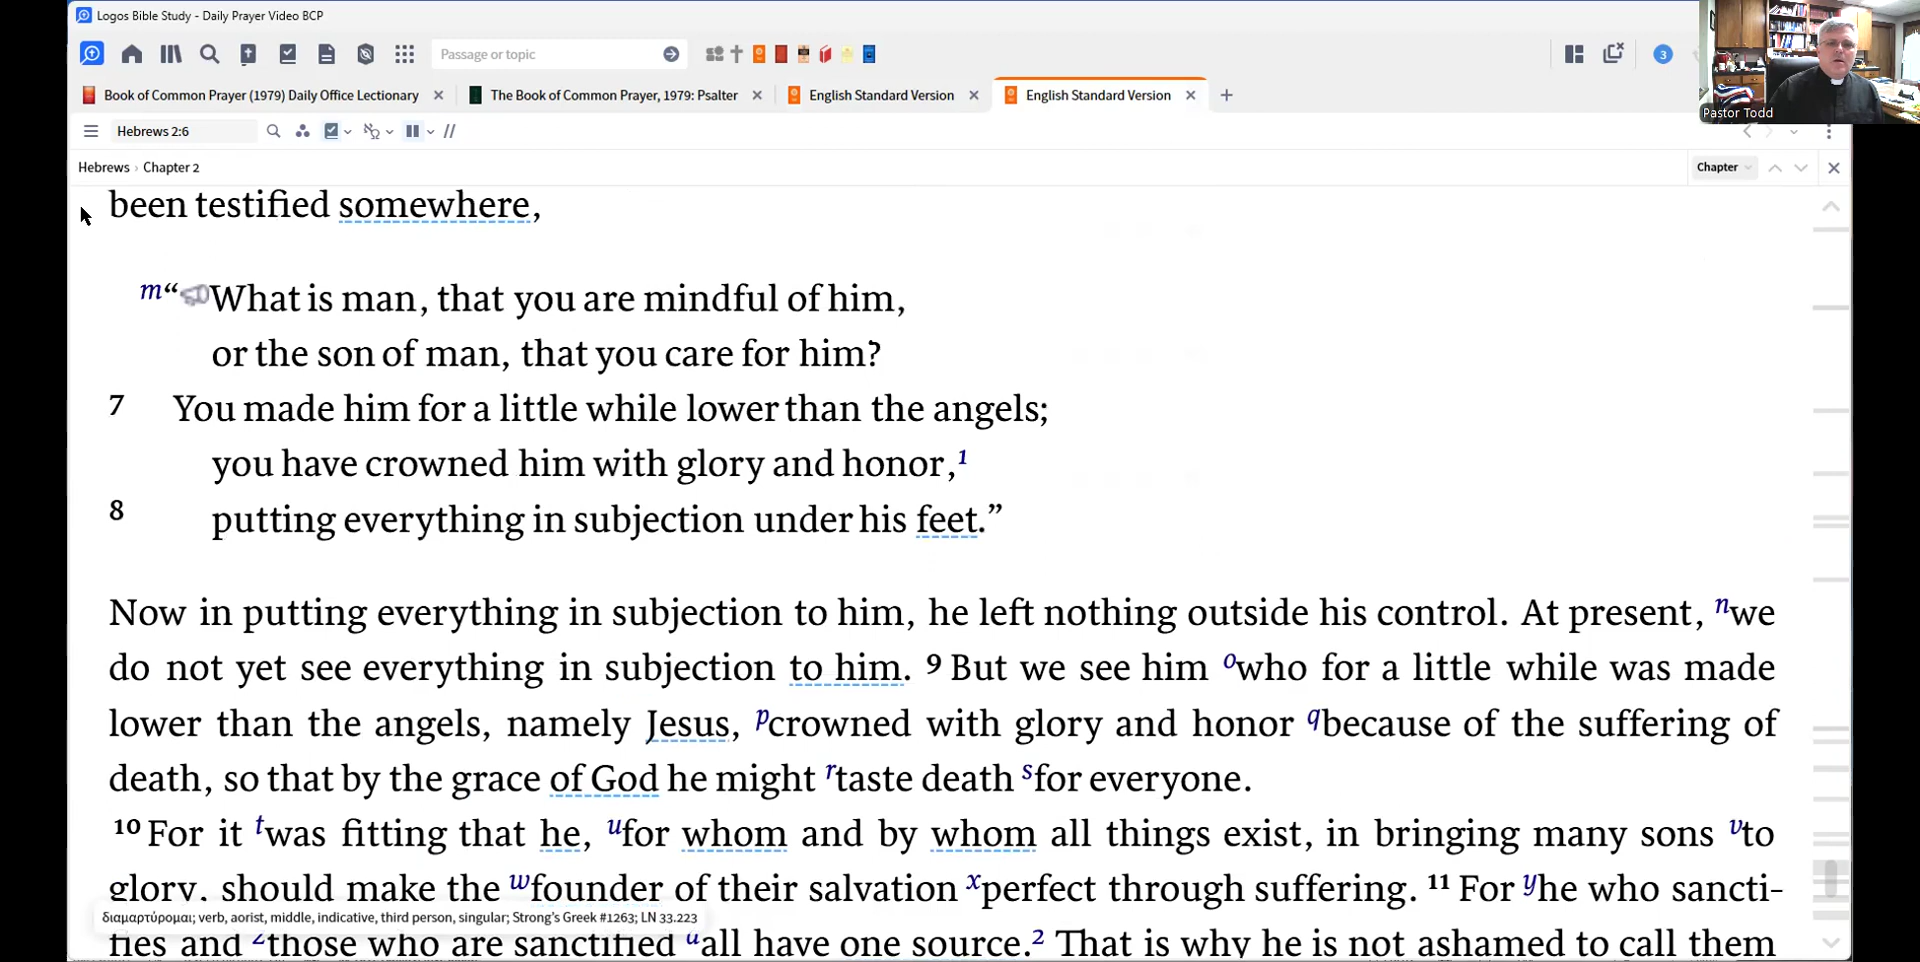 Logos Bible Study - Daily Prayer Video BCP
Passage or topic
3
Book of Common Prayer (1979) Daily Office Lectionary
The Book of Common Prayer, 1979: Psalter
English Standard Version
English Standard Version
Pastor Todd
Hebrews 2:6
Hebrews › Chapter 2
Chapter
been testified somewhere,
m“What is man, that you are mindful of him,
or the son of man, that you care for him?
7 You made him for a little while lower than the angels;
you have crowned him with glory and honor,1
8 putting everything in subjection under his feet.”
Now in putting everything in subjection to him, he left nothing outside his control. At present, nwe
do not yet see everything in subjection to him. 9 But we see him owho for a little while was made
lower than the angels, namely Jesus, pcrowned with glory and honor qbecause of the suffering of
death, so that by the grace of God he might rtaste death sfor everyone.
10 For it twas fitting that he, ufor whom and by whom all things exist, in bringing many sons vto
glory, should make the wfounder of their salvation xperfect through suffering. 11 For yhe who sancti-
διαμαρτύρομαι; verb, aorist, middle, indicative, third person, singular; Strong’s Greek #1263; LN 33.223
fies and zthose who are sanctified aall have one source.2 That is why he is not ashamed to call them